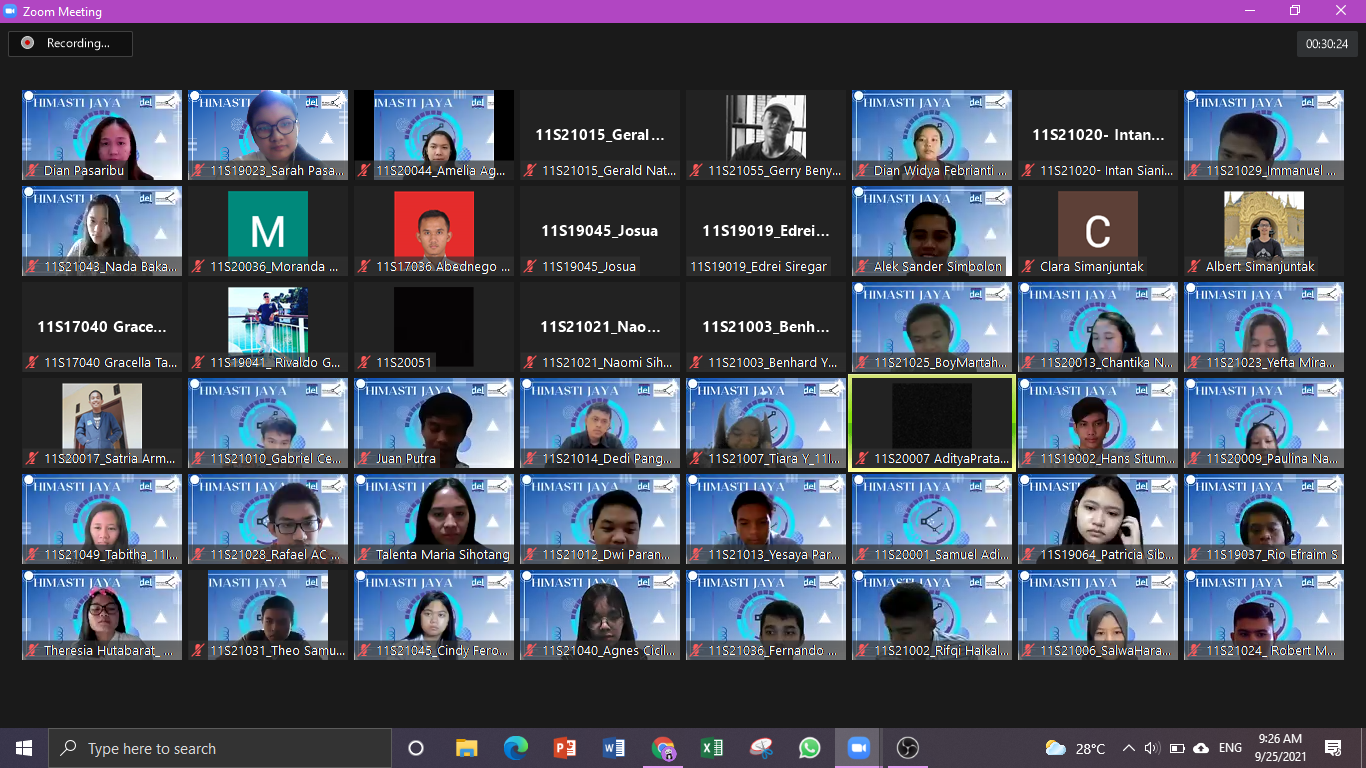 Zoom Meeting
Recording...
00:30:24
HIMASTI JAYA del
Dian Pasaribu
HIMASTI JAYA del
11S19023_Sarah Pasa...
HIMASTI JAYA del
11S20044_Amelia Ag...
11S21015_Geral...
11S21015_Gerald Nat...
11S21055_Gerry Beny...
HIMASTI JAYA del
Dian Widya Febrianti ...
11S21020- Intan...
11S21020- Intan Siani...
HIMASTI JAYA del
11S21029_Immanuel ...
HIMASTI JAYA del
11S21043_Nada Baka...
M
11S20036_Moranda ...
11S17036 Abednego ...
11S19045_Josua
11S19045_Josua
11S19019_Edrei...
11S19019_Edrei Siregar
HIMASTI JAYA del
Alek Sander Simbolon
C
Clara Simanjuntak
Albert Simanjuntak
11S17040 Grace...
11S17040 Gracella Ta...
11S19041_ Rivaldo G...
11S20051
11S21021_Nao...
11S21021_Naomi Sih...
11S21003_Benh...
11S21003_Benhard Y...
HIMASTI JAYA del
11S21025_BoyMartah...
HIMASTI JAYA del
11S20013_Chantika N...
HIMASTI JAYA del
11S21023_Yefta Mira...
11S20017_Satria Arm...
HIMASTI JAYA del
11S21010_Gabriel Ce...
HIMASTI JAYA del
Juan Putra
HIMASTI JAYA del
11S21014_Dedi Pang...
HIMASTI JAYA del
11S21007_Tiara Y_11I...
11S20007 AdityaPrata...
HIMASTI JAYA del
11S19002_Hans Situm...
HIMASTI JAYA del
11S20009_Paulina Na...
HIMASTI JAYA del
11S21049_Tabitha_11I...
HIMASTI JAYA del
11S21028_Rafael AC ...
HIMASTI JAYA del
Talenta Maria Sihotang
HIMASTI JAYA del
11S21012_Dwi Paran...
HIMASTI JAYA del
11S21013_Yesaya Par...
HIMASTI JAYA del
11S20001_Samuel Adi...
HIMASTI JAYA del
11S19064_Patricia Sib...
HIMASTI JAYA del
11S19037_Rio Efraim S
HIMASTI JAYA del
Theresia Hutabarat_ ...
IMASTI JAYA del
11S21031_Theo Samu...
HIMASTI JAYA del
11S21045_Cindy Fero...
HIMASTI JAYA del
11S21040_Agnes Cicil...
HIMASTI JAYA del
11S21036_Fernando ...
HIMASTI JAYA del
11S21002_Rifqi Haikal...
HIMASTI JAYA del
11S21006_SalwaHara...
HIMASTI JAYA del
11S21024_ Robert M...
Type here to search
28°C
ENG
9:26 AM
9/25/2021